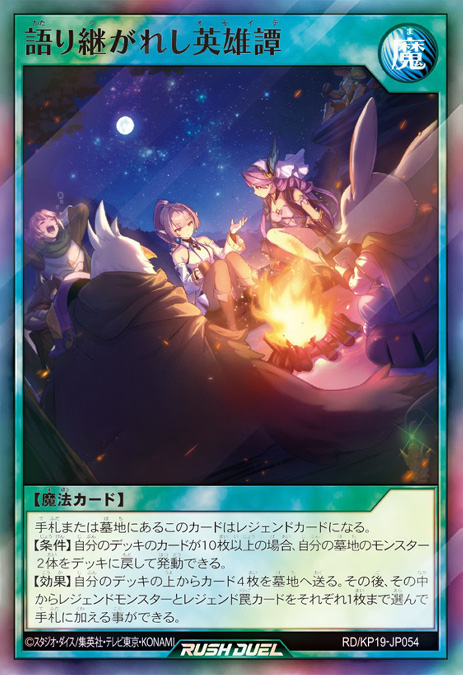 語り継がれし英雄譚
魔
【魔法カード】
手札または墓地にあるこのカードはレジェンドカードになる。
【条件】自分のデッキのカードが10枚以上の場合、自分の墓地のモンスター
2体をデッキに戻して発動できる。
【効果】自分のデッキの上からカード4枚を墓地へ送る。その後、その中
からレジェンドモンスターとレジェンド罠カードをそれぞれ1枚まで選んで
手札に加える事ができる。
©スタジオ・ダイス/集英社・テレビ東京・KONAMI
RUSH DUEL
RD/KP19-JP054